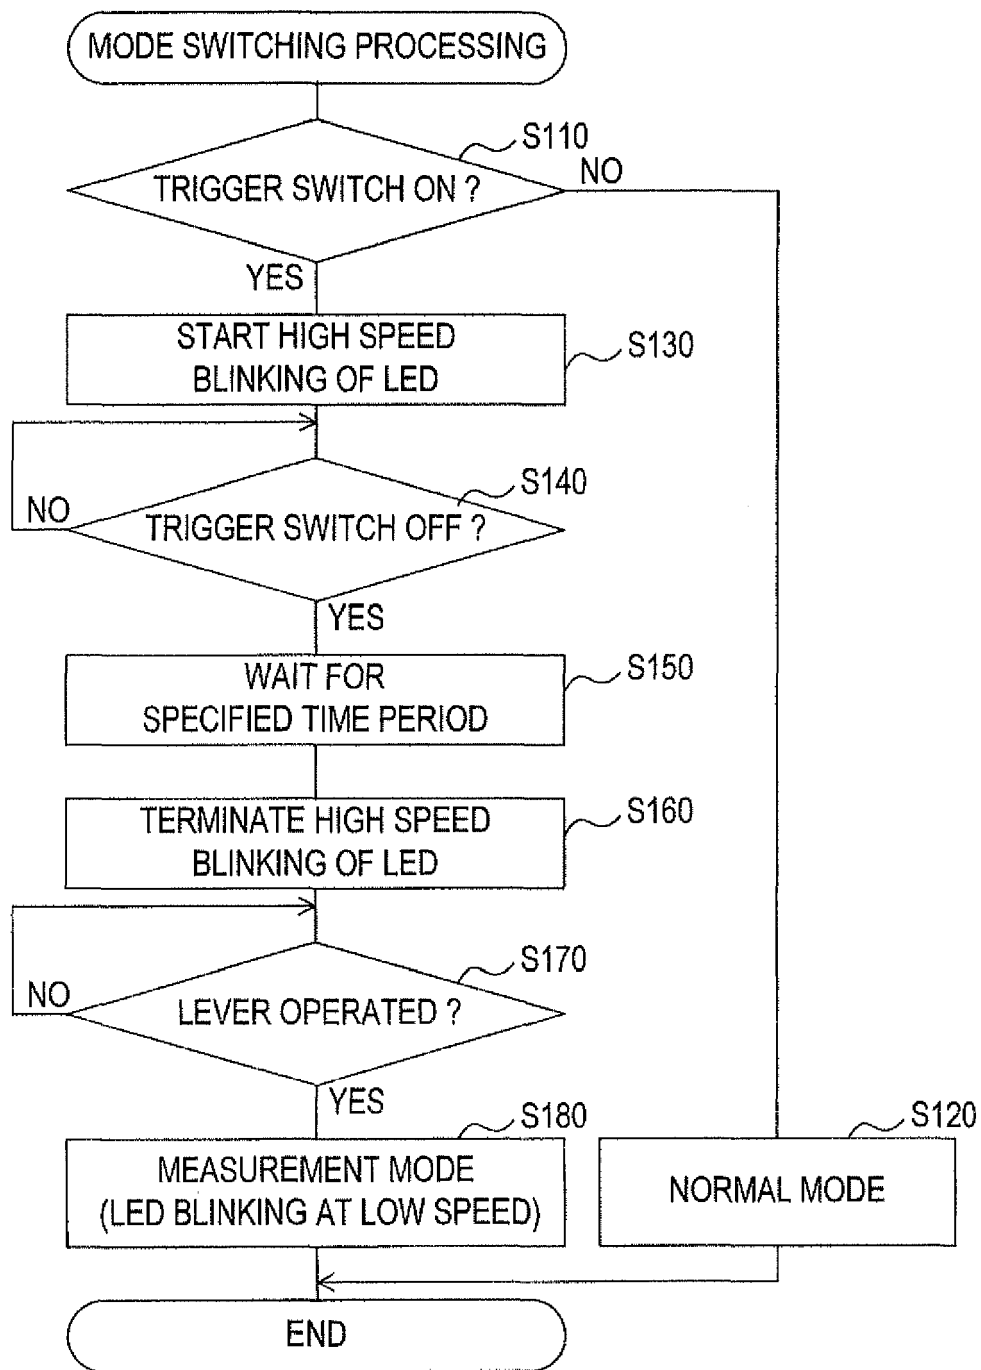 MODE SWITCHING PROCESSING
S110
TRIGGER SWITCH ON ?
NO
YES
START HIGH SPEED
BLINKING OF LED
S130
S140
NO
TRIGGER SWITCH OFF ?
YES
WAIT FOR
SPECIFIED TIME PERIOD
S150
TERMINATE HIGH SPEED
BLINKING OF LED
S160
S170
NO
LEVER OPERATED ?
YES
S180
MEASUREMENT MODE
(LED BLINKING AT LOW SPEED)
S120
NORMAL MODE
END